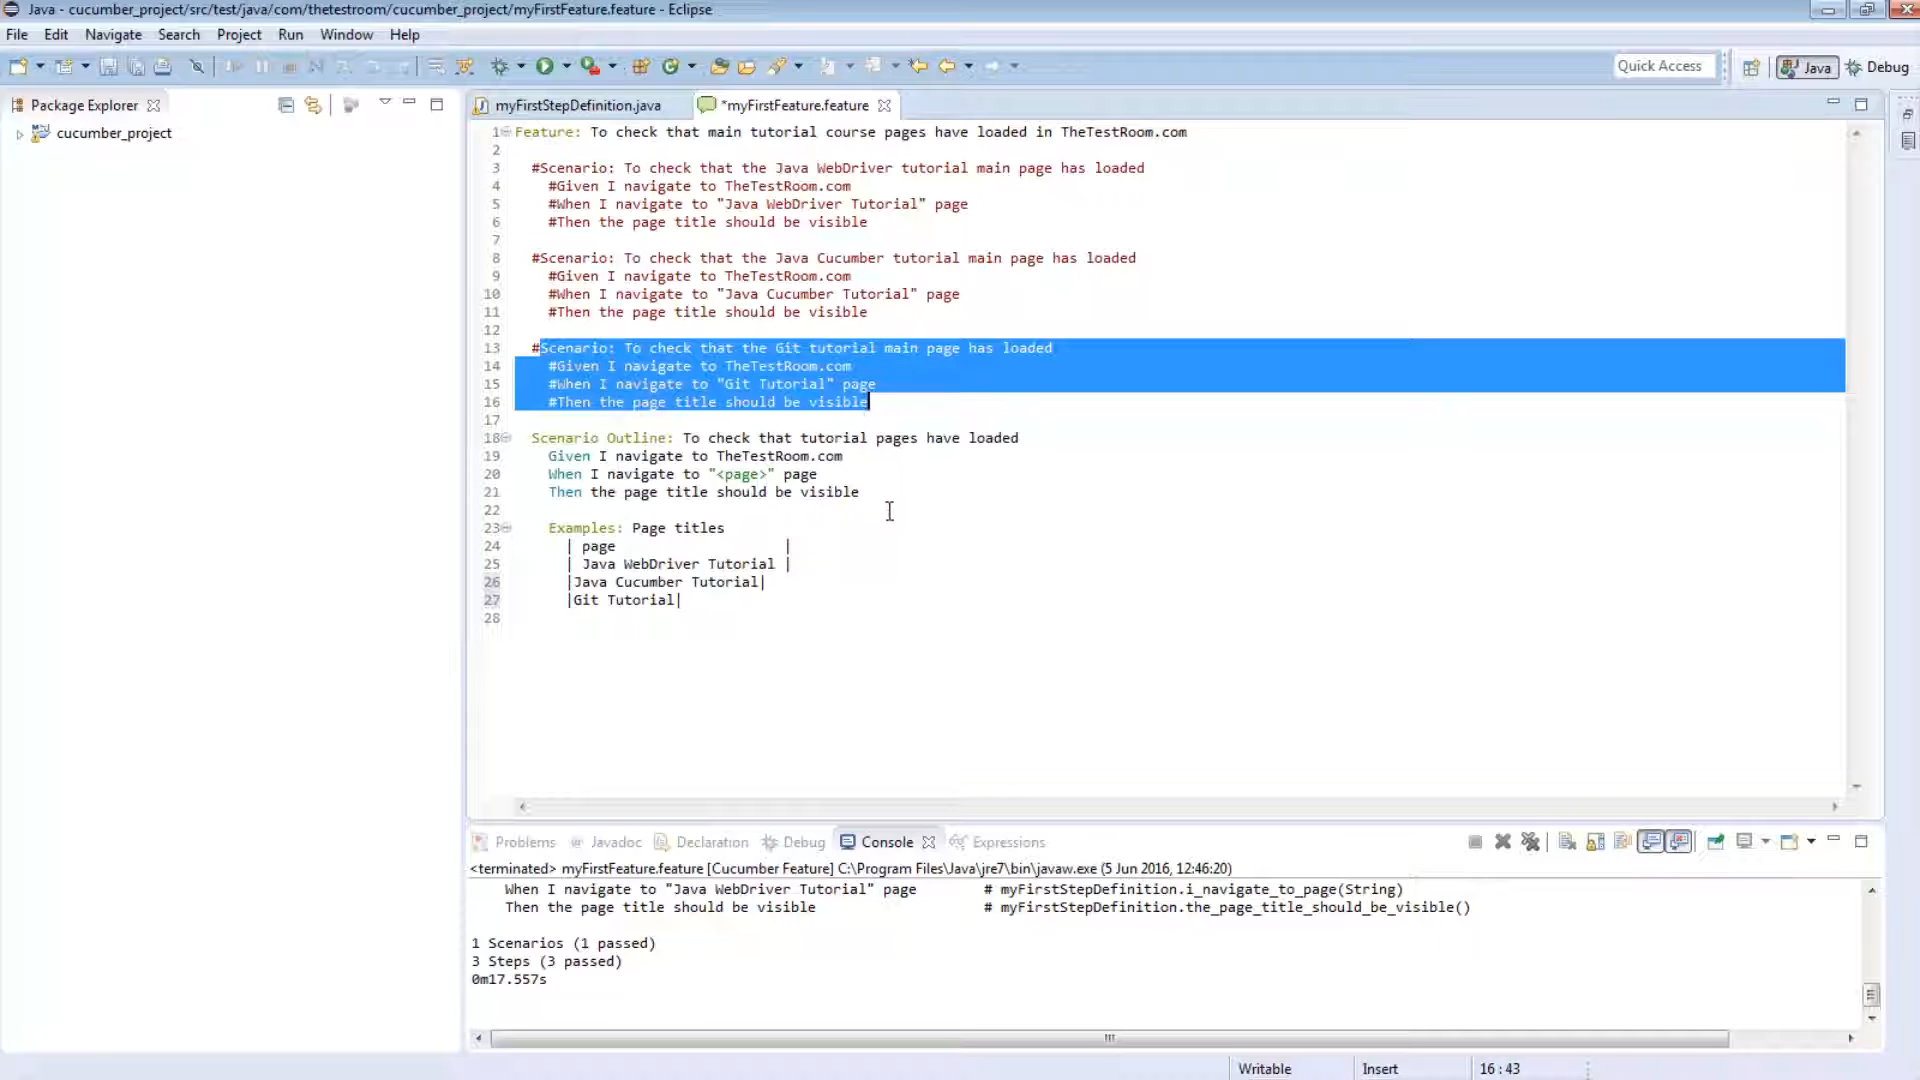 Java - cucumber_project/src/test/java/com/thetestroom/cucumber_project/myFirstFeature.feature - Eclipse
File Edit Navigate Search Project Run Window Help
Quick Access Java Debug
Package Explorer
cucumber_project
myFirstStepDefinition.java *myFirstFeature.feature
1 Feature: To check that main tutorial course pages have loaded in TheTestRoom.com
2
3 #Scenario: To check that the Java WebDriver tutorial main page has loaded
4 #Given I navigate to TheTestRoom.com
5 #When I navigate to "Java WebDriver Tutorial" page
6 #Then the page title should be visible
7
8 #Scenario: To check that the Java Cucumber tutorial main page has loaded
9 #Given I navigate to TheTestRoom.com
10 #When I navigate to "Java Cucumber Tutorial" page
11 #Then the page title should be visible
12
13 #Scenario: To check that the Git tutorial main page has loaded
14 #Given I navigate to TheTestRoom.com
15 #When I navigate to "Git Tutorial" page
16 #Then the page title should be visible
17
18 Scenario Outline: To check that tutorial pages have loaded
19 Given I navigate to TheTestRoom.com
20 When I navigate to "<page>" page
21 Then the page title should be visible
22
23 Examples: Page titles
24 | page |
25 | Java WebDriver Tutorial |
26 |Java Cucumber Tutorial|
27 |Git Tutorial|
28
Problems Javadoc Declaration Debug Console Expressions
<terminated> myFirstFeature.feature [Cucumber Feature] C:\Program Files\Java\jre7\bin\javaw.exe (5 Jun 2016, 12:46:20)
When I navigate to "Java WebDriver Tutorial" page # myFirstStepDefinition.i_navigate_to_page(String)
Then the page title should be visible # myFirstStepDefinition.the_page_title_should_be_visible()
1 Scenarios (1 passed)
3 Steps (3 passed)
0m17.557s
Writable Insert 16 : 43